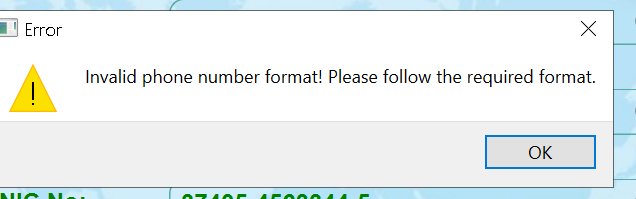 Error
Invalid phone number format! Please follow the required format.
OK